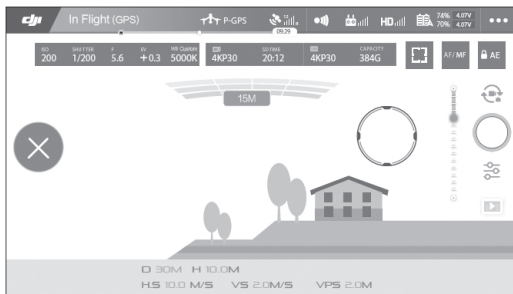 dji In Flight (GPS) P-GPS HD 74% 4.07V
70% 4.07V
09:29
ISO SHUTTER F EV WB Custom SD TIME CAPACITY
200 1/200 5.6 +0.3 5000K 4KP30 20:12 4KP30 384G AF/MF AE
15M
D 30M H 10.0M
H.S 10.0 M/S VS 2.0M/S VPS 2.0M